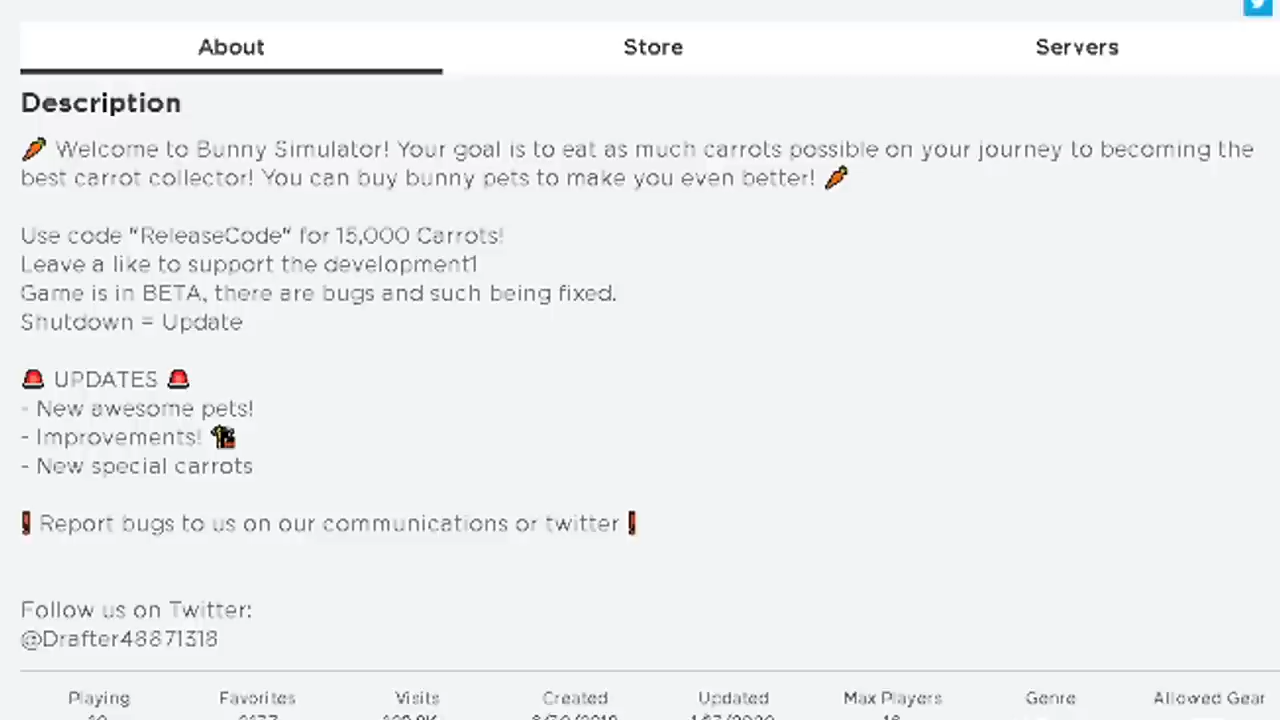 About Store Servers
Description
🥕 Welcome to Bunny Simulator! Your goal is to eat as much carrots possible on your journey to becoming the
best carrot collector! You can buy bunny pets to make you even better! 🥕
Use code "ReleaseCode" for 15,000 Carrots!
Leave a like to support the development1
Game is in BETA, there are bugs and such being fixed.
Shutdown = Update
🚨 UPDATES 🚨
- New awesome pets!
- Improvements! 🏗
- New special carrots
❗ Report bugs to us on our communications or twitter ❗
Follow us on Twitter:
@Drafter48871318
Playing Favorites Visits Created Updated Max Players Genre Allowed Gear